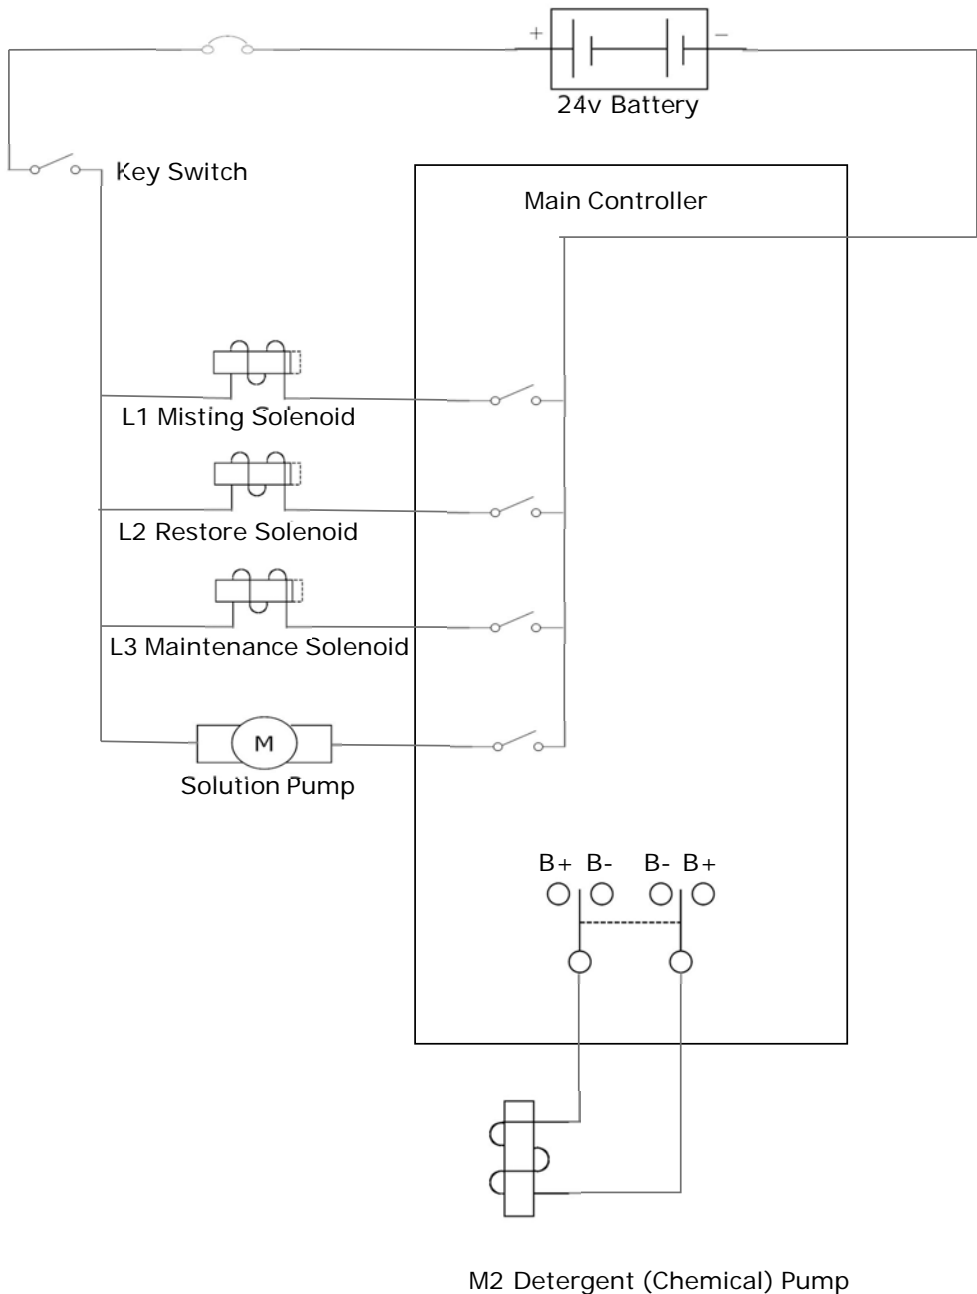 + −
24v Battery
Key Switch
Main Controller
L1 Misting Solenoid
L2 Restore Solenoid
L3 Maintenance Solenoid
M
Solution Pump
B+ B- B- B+
M2 Detergent (Chemical) Pump